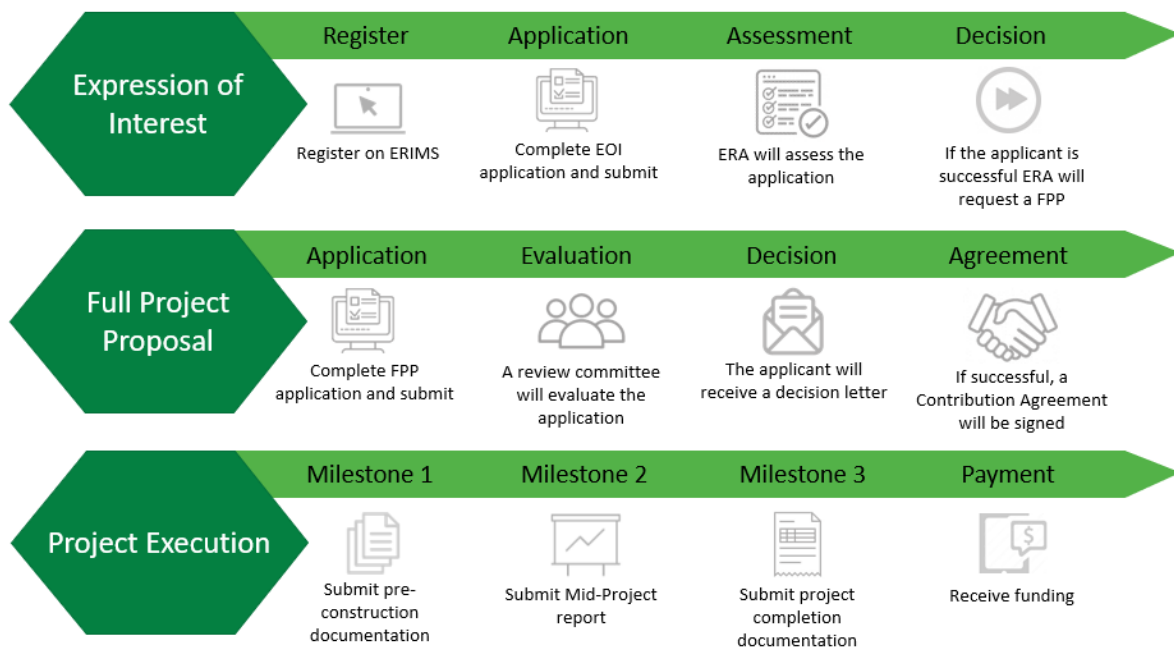 Expression of
Interest
Register
Application
Assessment
Decision
Register on ERIMS
Complete EOI
application and submit
ERA will assess the
application
If the applicant is
successful ERA will
request a FPP
Full Project
Proposal
Application
Evaluation
Decision
Agreement
Complete FPP
application and submit
A review committee
will evaluate the
application
The applicant will
receive a decision letter
If successful, a
Contribution Agreement
will be signed
Project Execution
Milestone 1
Milestone 2
Milestone 3
Payment
Submit pre-
construction
documentation
Submit Mid-Project
report
Submit project
completion
documentation
$
Receive funding